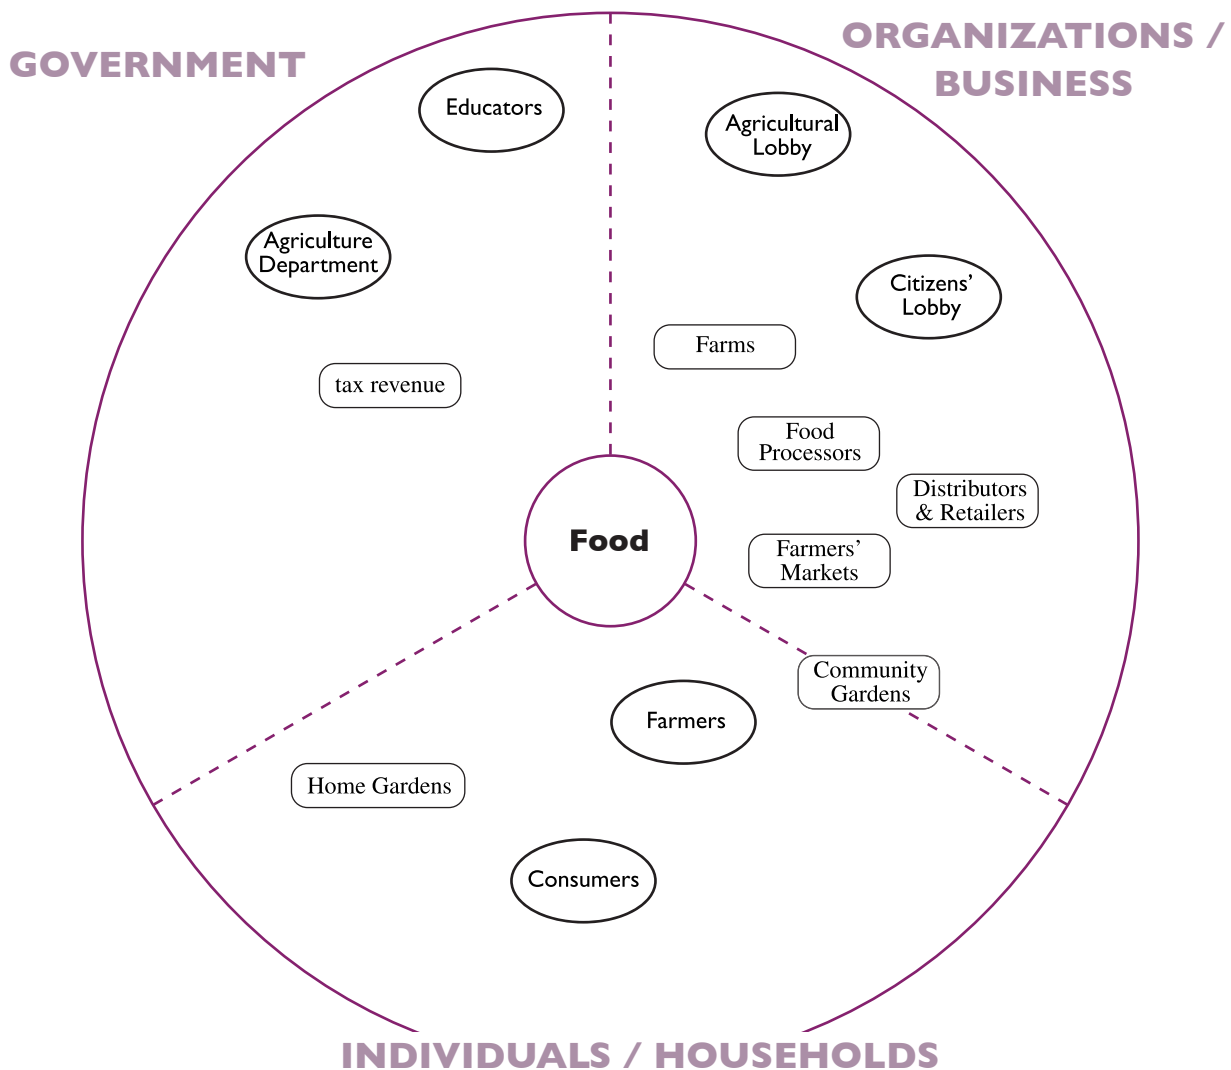 GOVERNMENT
ORGANIZATIONS /
BUSINESS
Educators
Agricultural
Lobby
Agriculture
Department
Citizens’
Lobby
Farms
tax revenue
Food
Processors
Distributors
& Retailers
Food
Farmers’
Markets
Community
Gardens
Farmers
Home Gardens
Consumers
INDIVIDUALS / HOUSEHOLDS